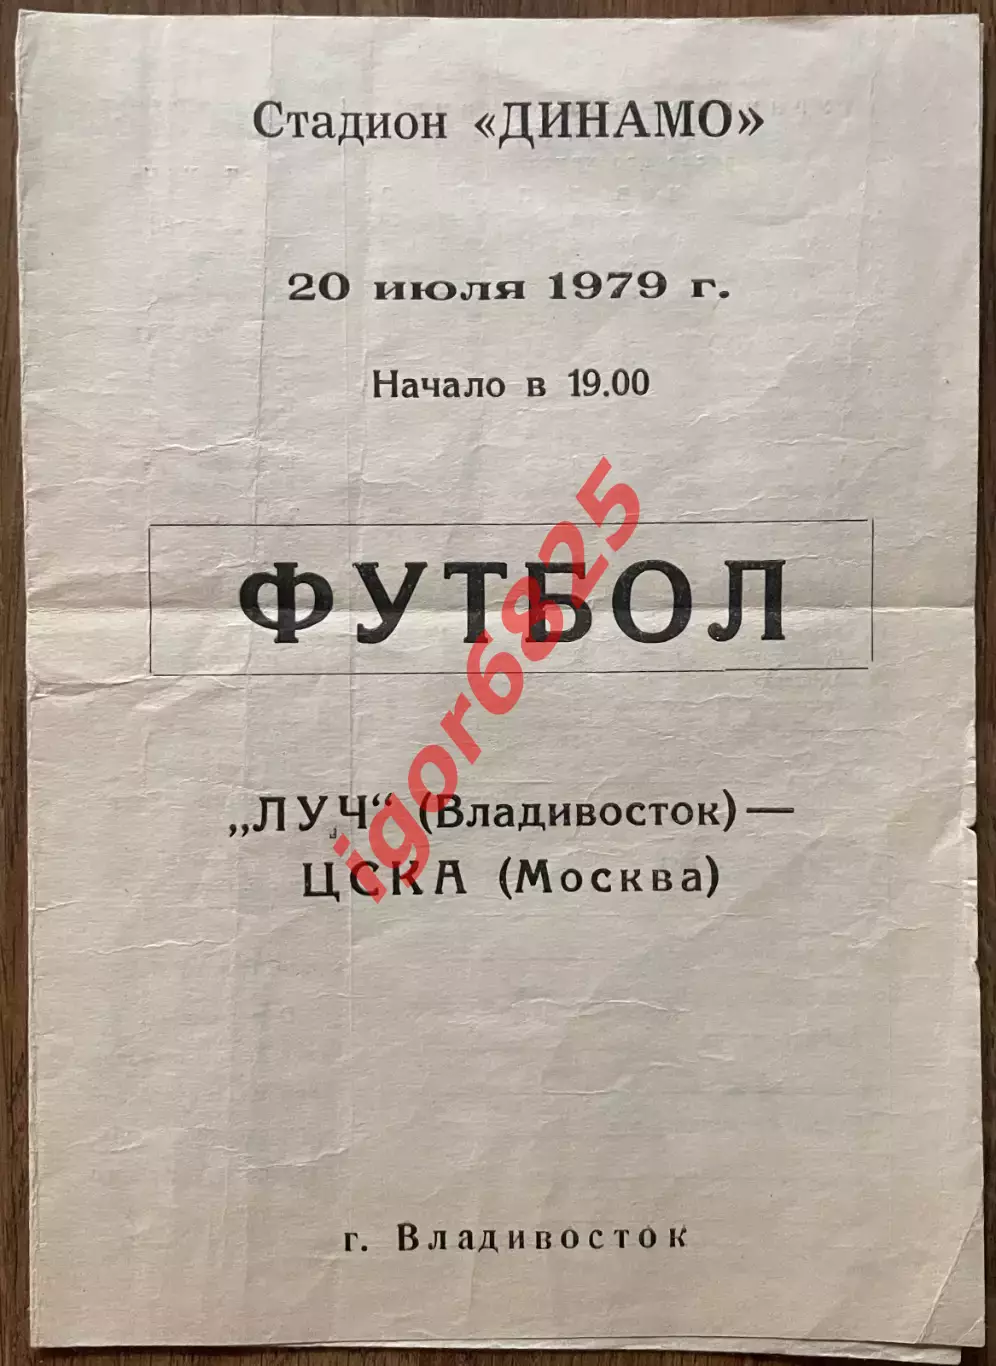 Стадион «ДИНАМО»
20 июля 1979 г.
Начало в 19.00
ФУТБОЛ
„ЛУЧ“ (Владивосток) —
ЦСКА (Москва)
г. Владивосток
igor6825